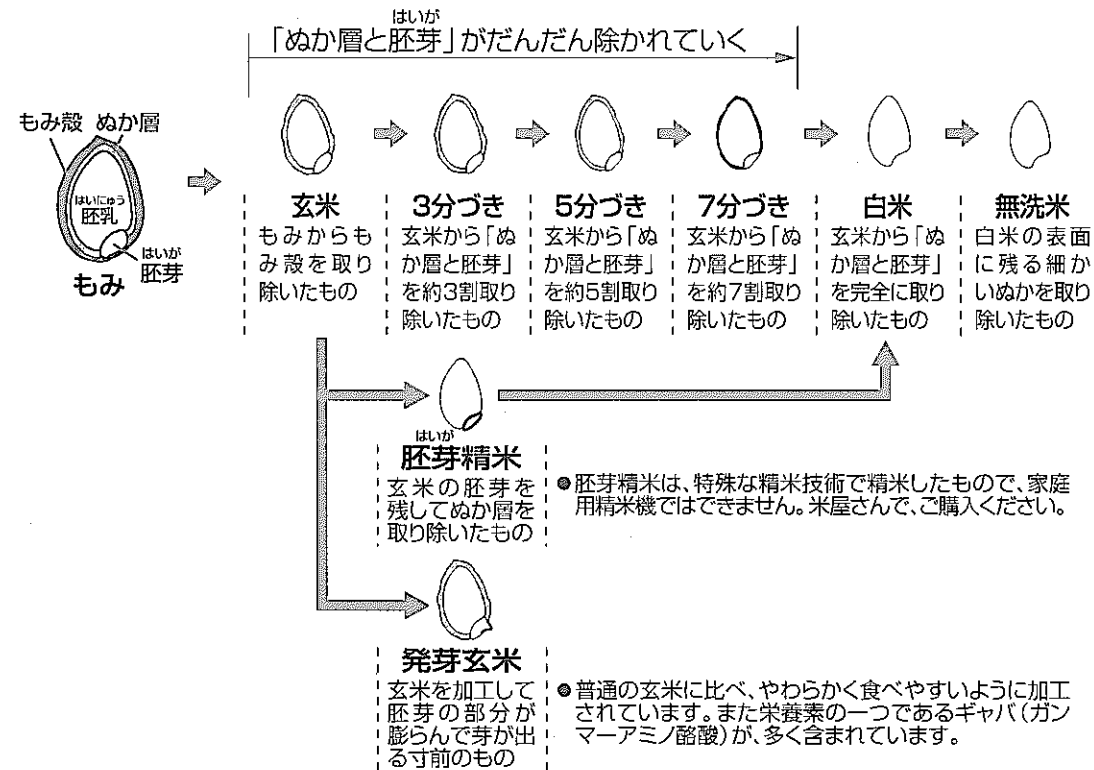 はいが
「ぬか層と胚芽」がだんだん除かれていく
もみ殻 ぬか層
はいにゅう
胚乳
はいが
胚芽
もみ
玄米
もみからも
み殻を取り
除いたもの
3分づき
玄米から「ぬ
か層と胚芽」
を約3割取り
除いたもの
5分づき
玄米から「ぬ
か層と胚芽」
を約5割取り
除いたもの
7分づき
玄米から「ぬ
か層と胚芽」
を約7割取り
除いたもの
白米
玄米から「ぬ
か層と胚芽」
を完全に取り
除いたもの
無洗米
白米の表面
に残る細か
いぬかを取り
除いたもの
はいが
胚芽精米
玄米の胚芽を
残してぬか層を
取り除いたもの
●胚芽精米は、特殊な精米技術で精米したもので、家庭
用精米機ではできません。米屋さんで、ご購入ください。
発芽玄米
玄米を加工して
胚芽の部分が
膨らんで芽が出
る寸前のもの
●普通の玄米に比べ、やわらかく食べやすいように加工
されています。また栄養素の一つであるギャバ(ガン
マーアミノ酪酸)が、多く含まれています。